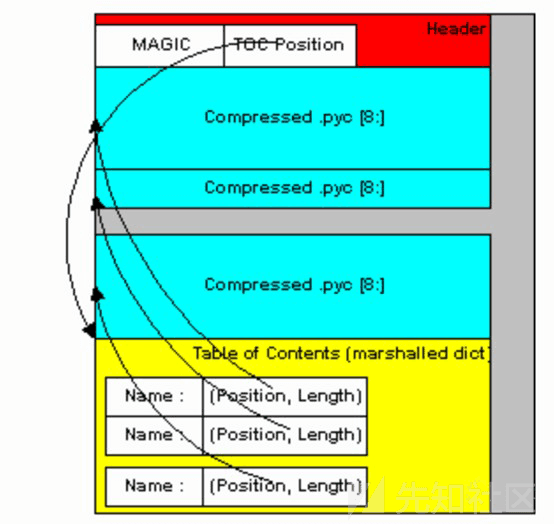 Header
MAGIC TOC Position
Compressed .pyc [8:]
Compressed .pyc [8:]
Compressed .pyc [8:]
Table of Contents (marshalled dict)
Name : (Position, Length)
Name : (Position, Length)
Name : (Position, Length)
先知社区